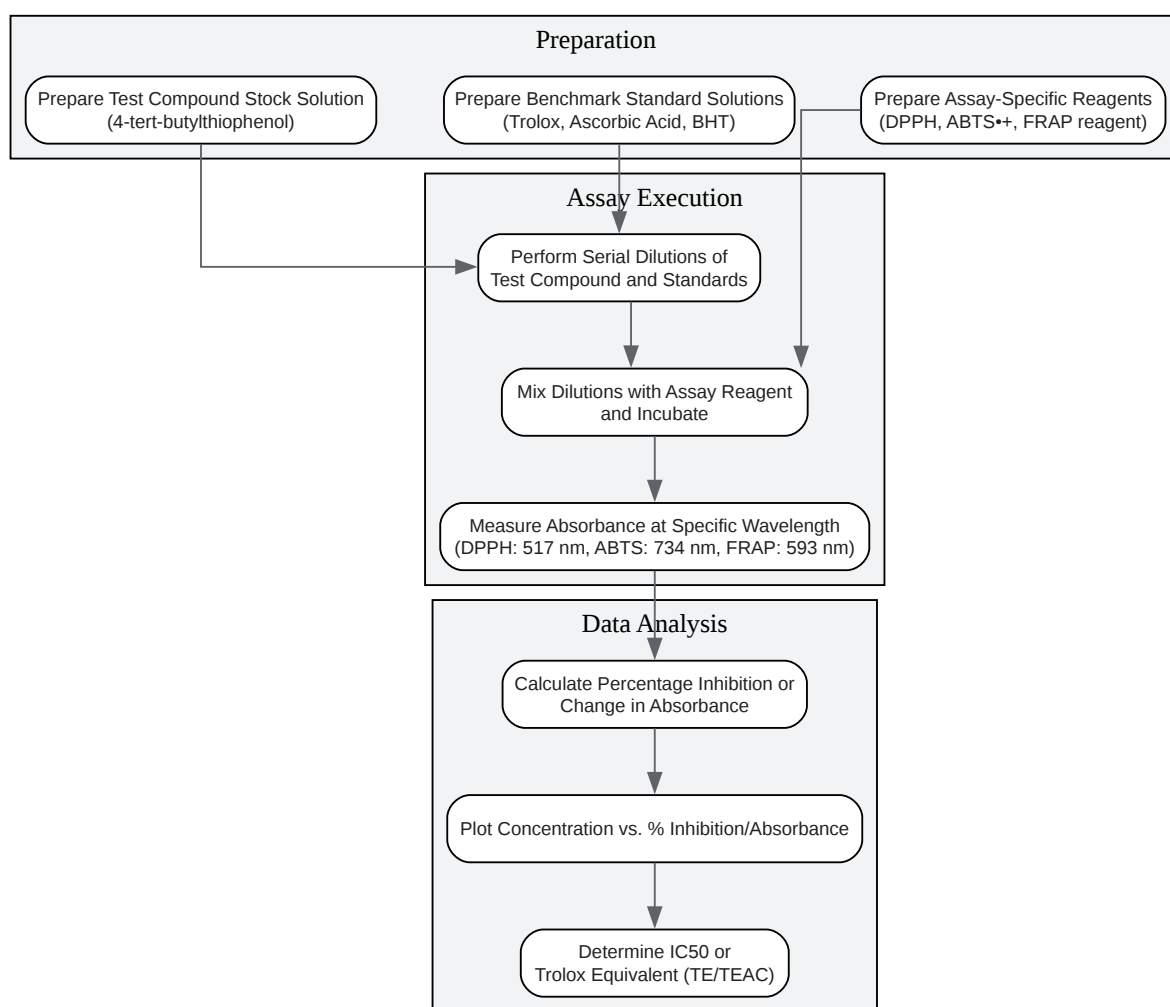 Preparation
Prepare Test Compound Stock Solution
(4-tert-butylthiophenol)
Prepare Benchmark Standard Solutions
(Trolox, Ascorbic Acid, BHT)
Prepare Assay-Specific Reagents
(DPPH, ABTS•+, FRAP reagent)
Assay Execution
Perform Serial Dilutions of
Test Compound and Standards
Mix Dilutions with Assay Reagent
and Incubate
Measure Absorbance at Specific Wavelength
(DPPH: 517 nm, ABTS: 734 nm, FRAP: 593 nm)
Data Analysis
Calculate Percentage Inhibition or
Change in Absorbance
Plot Concentration vs. % Inhibition/Absorbance
Determine IC50 or
Trolox Equivalent (TE/TEAC)